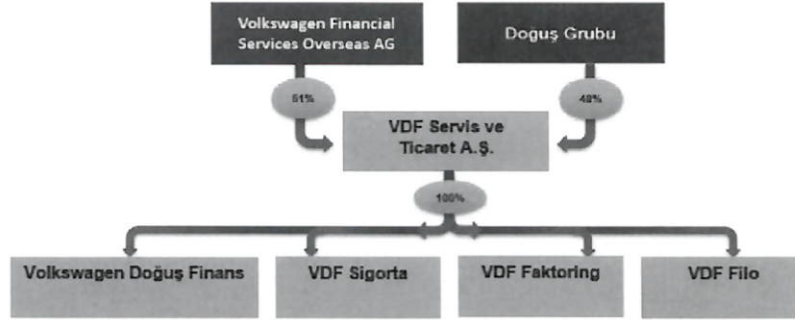 Volkswagen Financial
Services Overseas AG
Doğuş Grubu
51%
48%
VDF Servis ve
Ticaret A.Ş.
100%
Volkswagen Doğuş Finans
VDF Sigorta
VDF Faktoring
VDF Filo